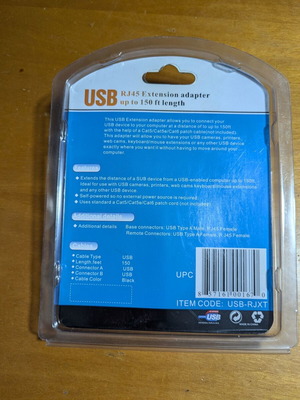 USB RJ45 Extension adapter
up to 150 ft length
This USB Extension adapter allows you to connect your
USB device to your computer at a distance of to up to 150ft.
with the help of a Cat5/Cat5e/Cat6 patch cables(not included).
This adapter will allow you to have your USB cameras, printers,
web cams keyboard/mouse extensions or any other USB device
exactly where you want it without having to move around your
computer.
Extends the distance of a SUB device from a USB-enabled computer up to 150ft.
Ideal for use with USB cameras, printers, web cams keyboard/mouse extensions
and any other USB device.
Self-powered so no external power source is required
Uses standard a Cat5/Cat5e/Cat6 patch cord (not included)
Additional details
Additional details Base connectors: USB Type A Male, RJ45 Female
Remote Connectors: USB Type A Female, RJ45 Female
Cables
Cable Type USB
Length,feet 150
Connector A USB
Connector B USB
Cable Color Black
UPC
ITEM CODE: USB-RJXT
USB